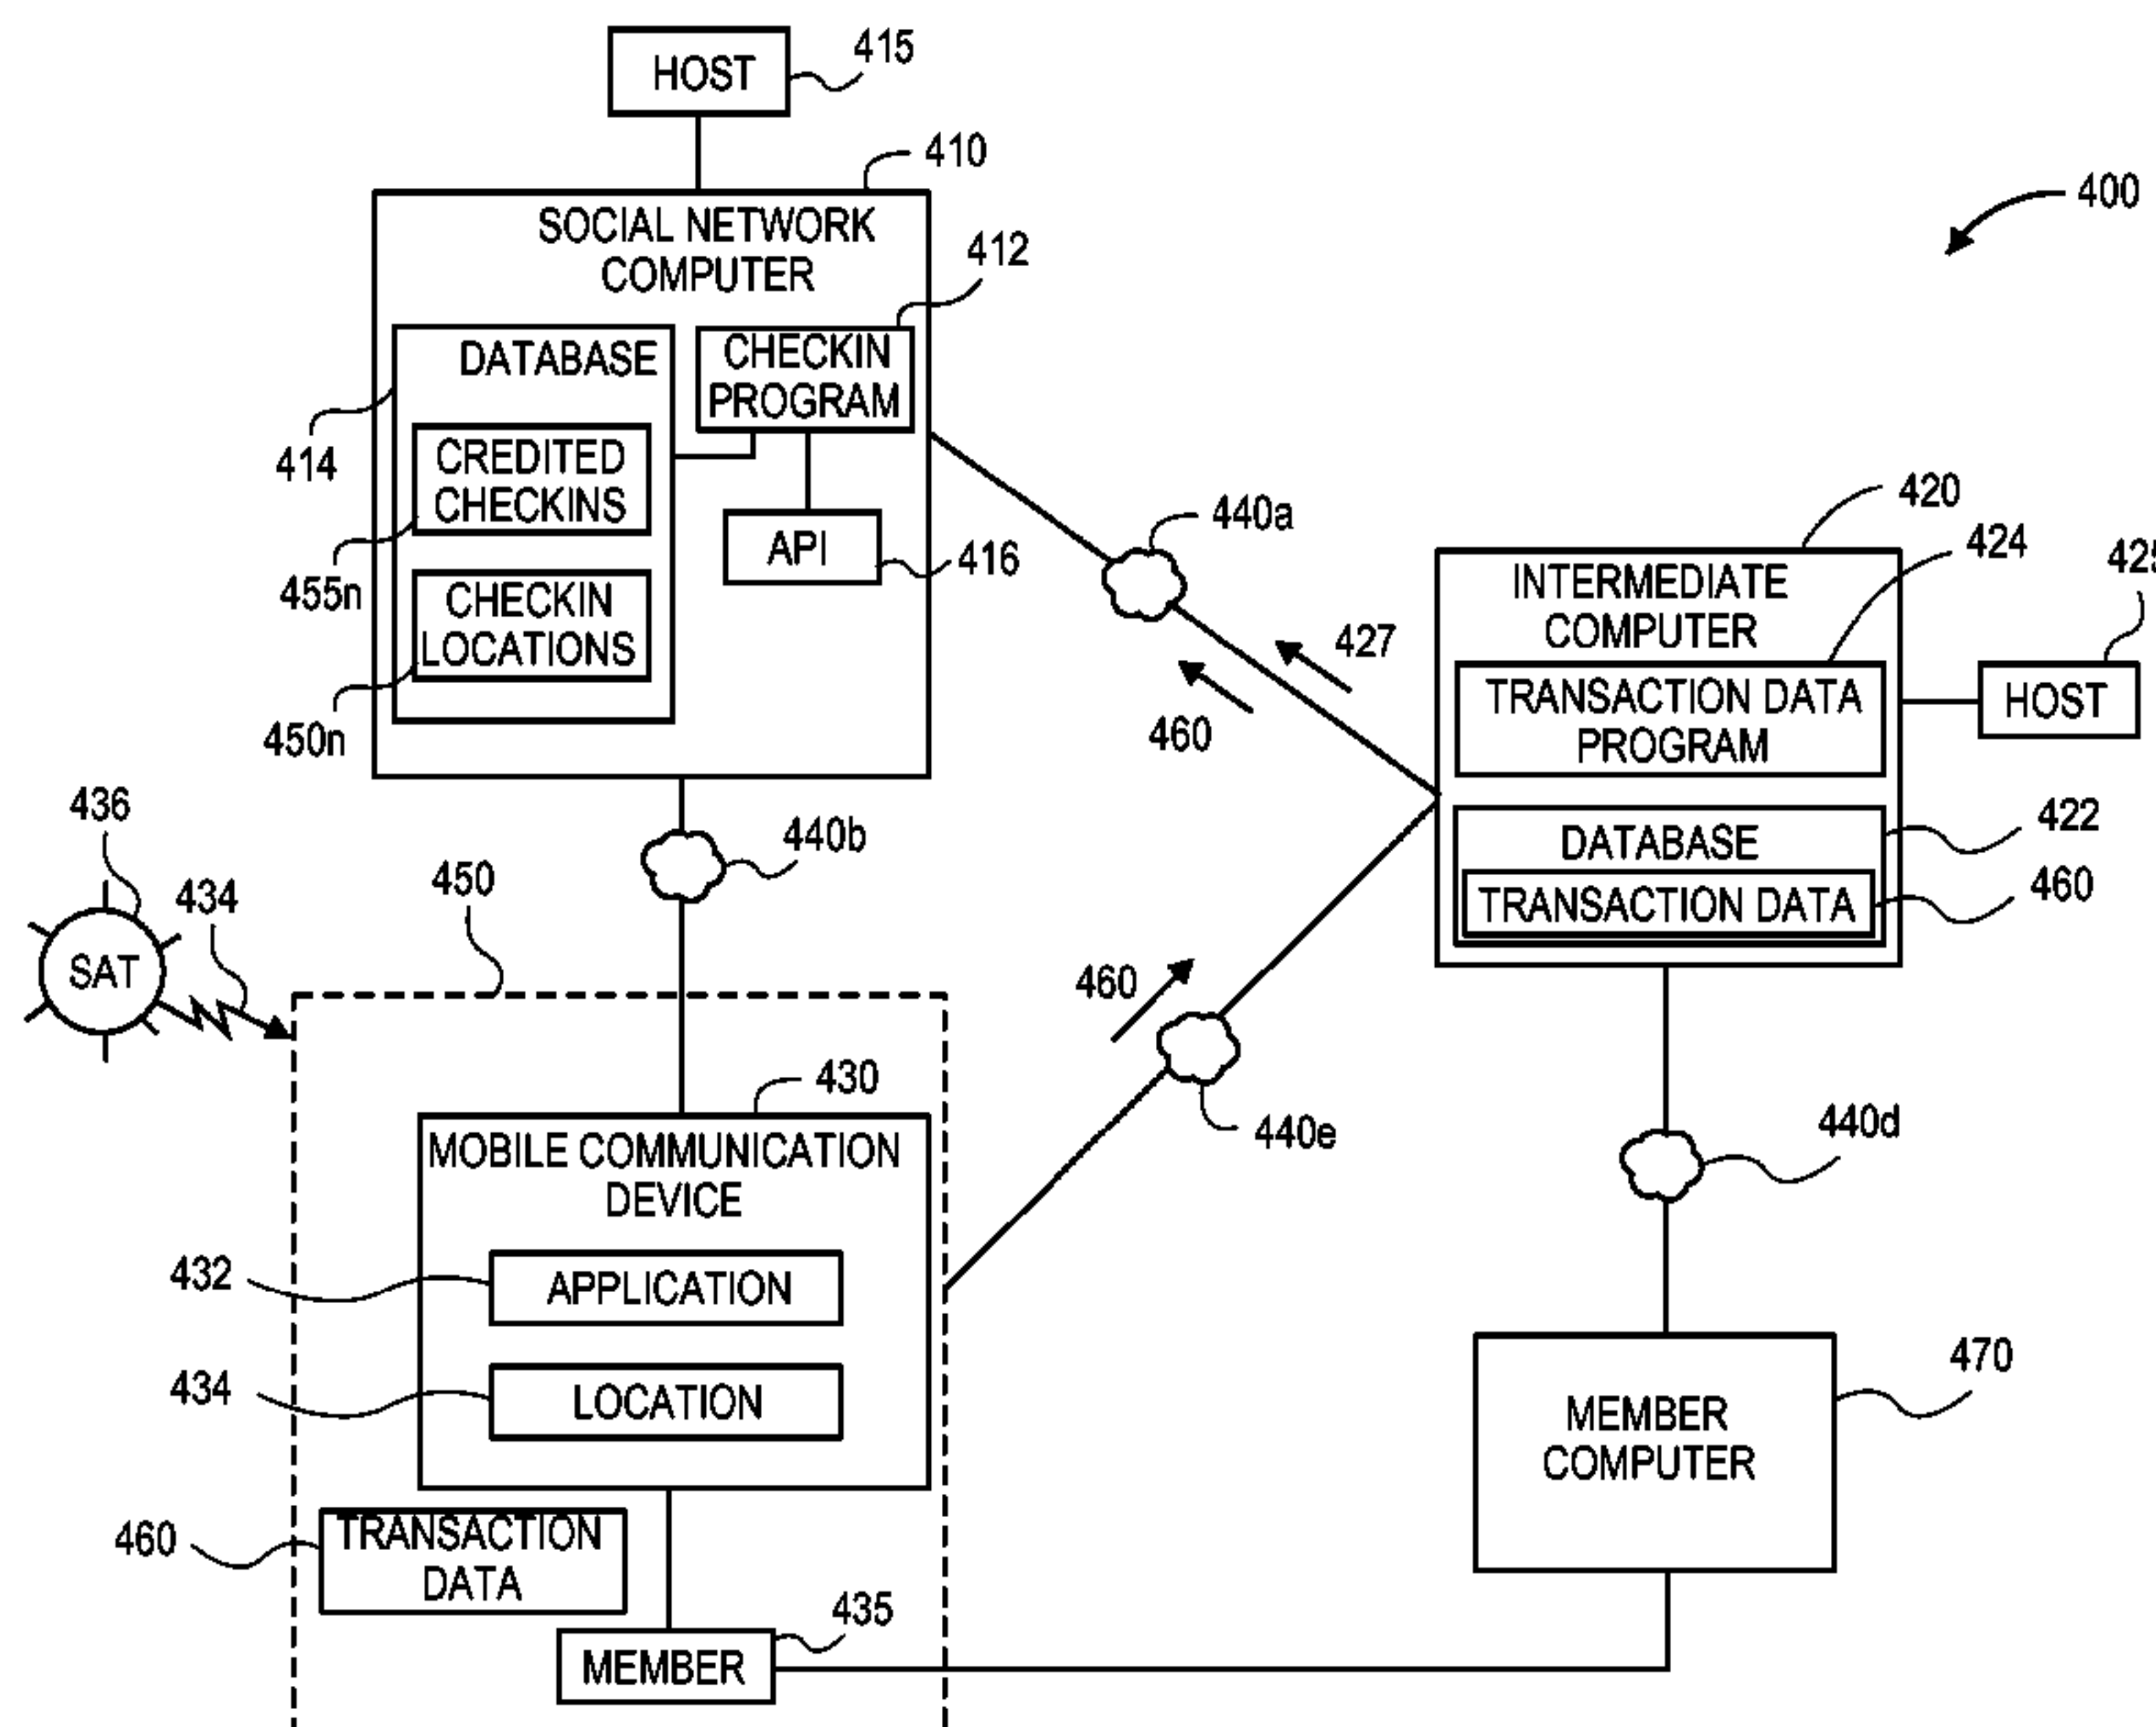 HOST
415
410
400
SOCIAL NETWORK
COMPUTER
412
DATABASE
CHECKIN
PROGRAM
414
CREDITED
CHECKINS
API
416
455n
CHECKIN
LOCATIONS
450n
440a
427
460
420
424
INTERMEDIATE
COMPUTER
TRANSACTION DATA
PROGRAM
HOST
DATABASE
422
TRANSACTION DATA
460
436
434
SAT
440b
450
460
440e
440d
430
MOBILE COMMUNICATION
DEVICE
432
APPLICATION
434
LOCATION
470
MEMBER
COMPUTER
460
TRANSACTION
DATA
435
MEMBER